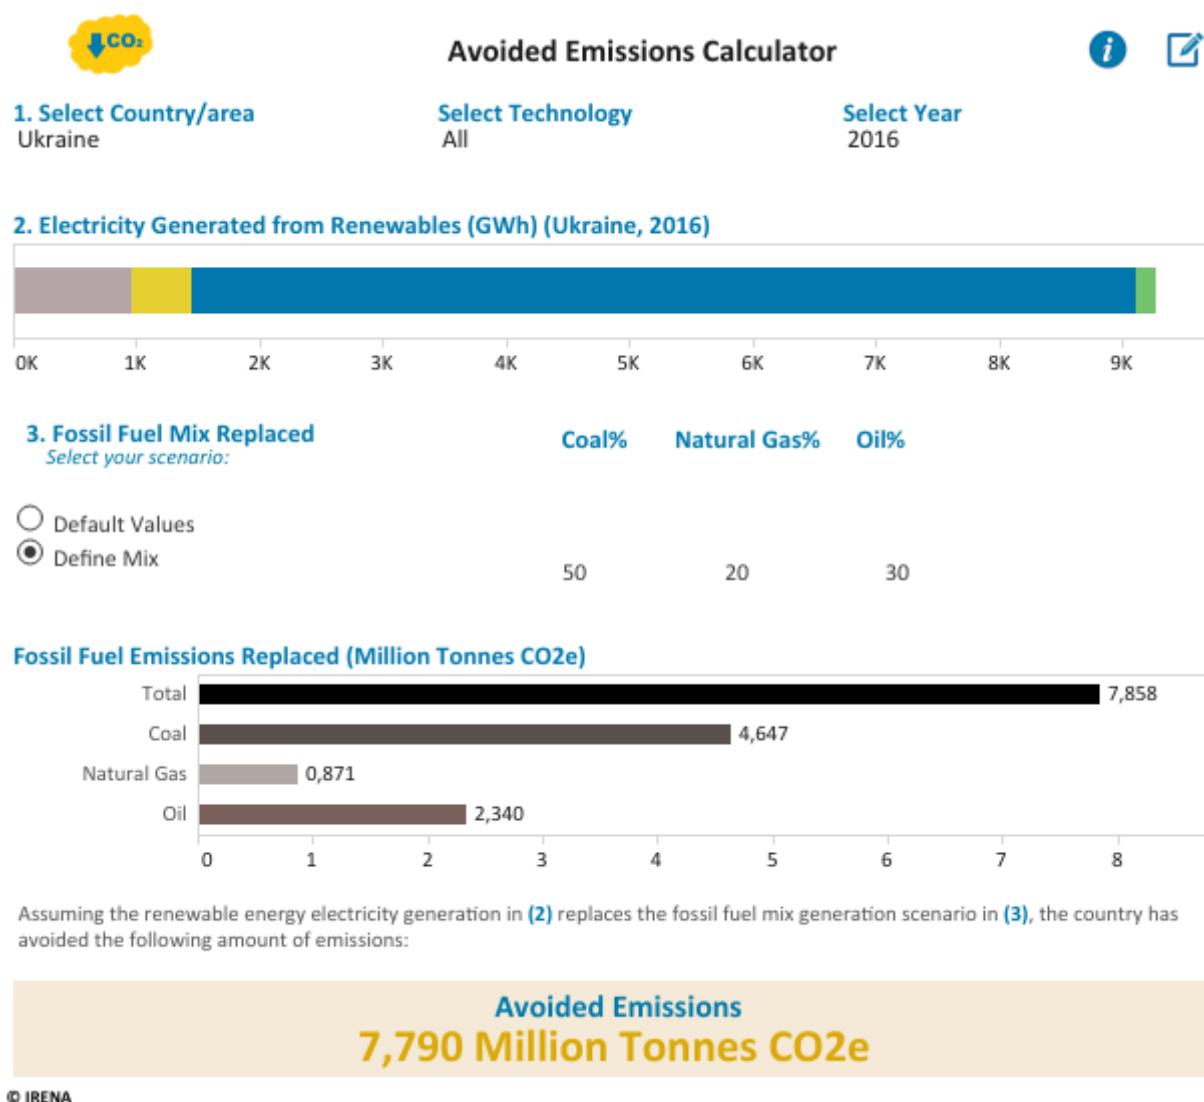 CO₂
Avoided Emissions Calculator
i
1. Select Country/area Select Technology Select Year
Ukraine All 2016
2. Electricity Generated from Renewables (GWh) (Ukraine, 2016)
0K 1K 2K 3K 4K 5K 6K 7K 8K 9K
3. Fossil Fuel Mix Replaced Coal% Natural Gas% Oil%
Select your scenario:
Default Values
Define Mix
50 20 30
Fossil Fuel Emissions Replaced (Million Tonnes CO2e)
Total 7,858
Coal 4,647
Natural Gas 0,871
Oil 2,340
0 1 2 3 4 5 6 7 8
Assuming the renewable energy electricity generation in (2) replaces the fossil fuel mix generation scenario in (3), the country has
avoided the following amount of emissions:
Avoided Emissions
7,790 Million Tonnes CO2e
© IRENA